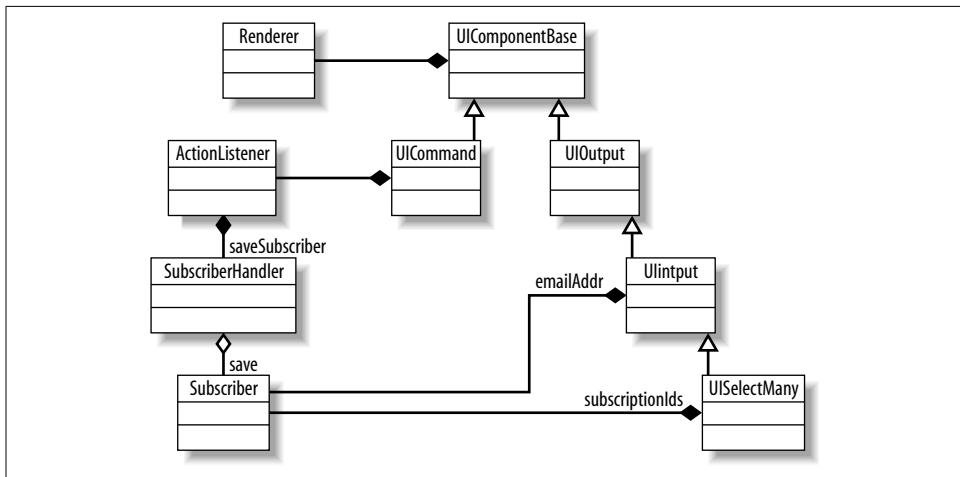 Renderer
UIComponentBase
ActionListener
UICommand
UIOutput
saveSubscriber
SubscriberHandler
emailAddr
UIintput
save
Subscriber
subscriptionIds
UISelectMany